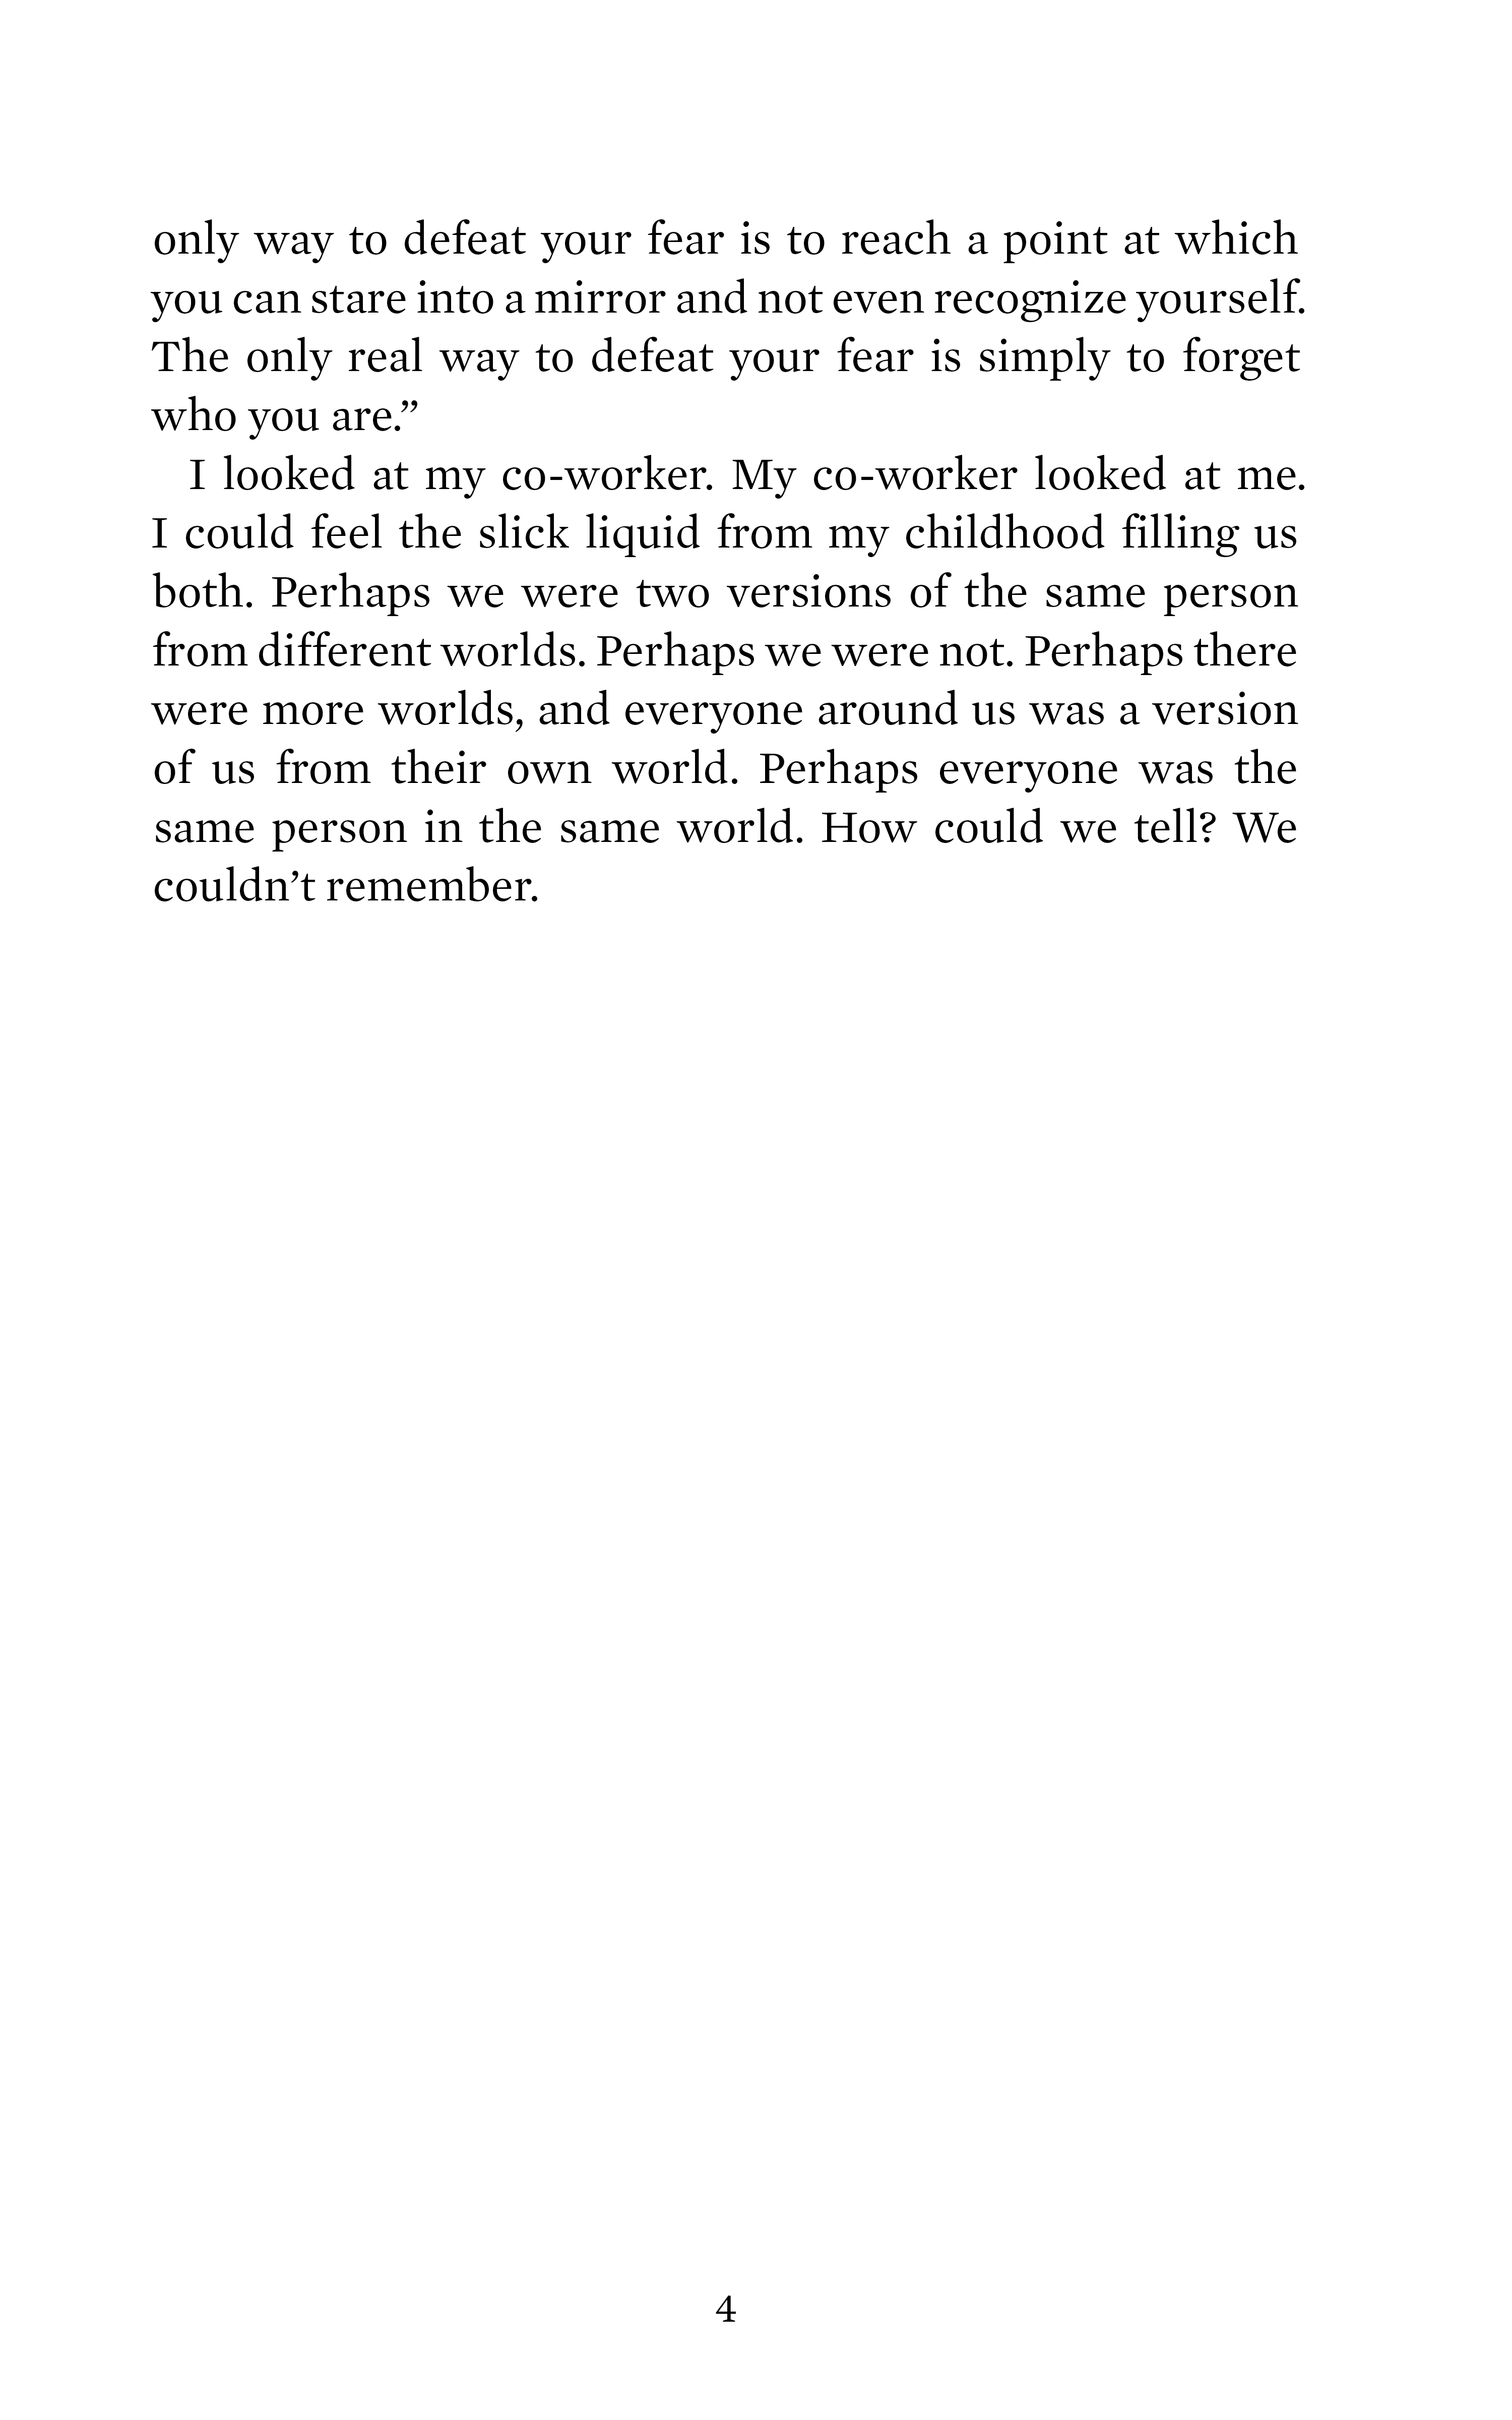 only way to defeat your fear is to reach a point at which
you can stare into a mirror and not even recognize yourself.
The only real way to defeat your fear is simply to forget
who you are.”
I looked at my co-worker. My co-worker looked at me.
I could feel the slick liquid from my childhood filling us
both. Perhaps we were two versions of the same person
from different worlds. Perhaps we were not. Perhaps there
were more worlds, and everyone around us was a version
of us from their own world. Perhaps everyone was the
same person in the same world. How could we tell? We
couldn’t remember.
4